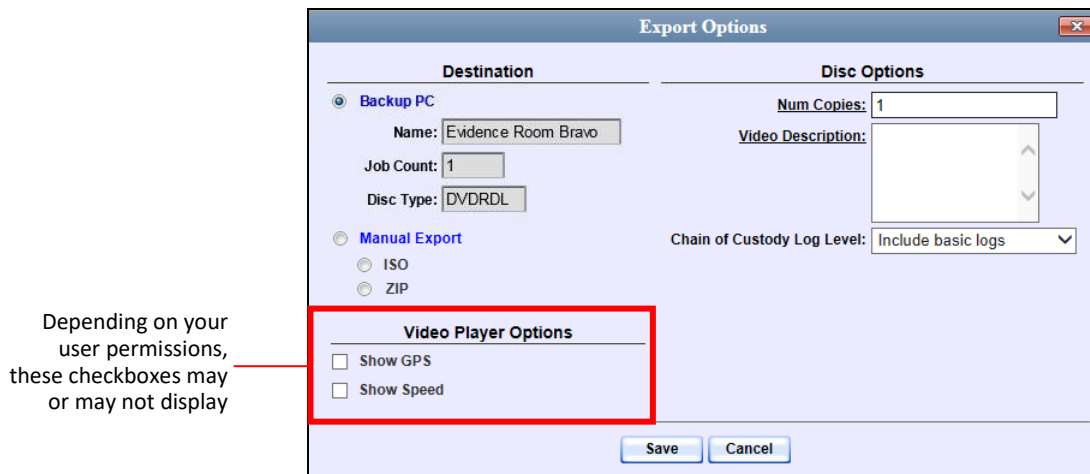 Export Options
Destination
Backup PC
Name: Evidence Room Bravo
Job Count: 1
Disc Type: DVDRDL
Manual Export
ISO
ZIP
Video Player Options
Show GPS
Show Speed
Disc Options
Num Copies: 1
Video Description:
Chain of Custody Log Level: Include basic logs
Save Cancel
Depending on your
user permissions,
these checkboxes may
or may not display